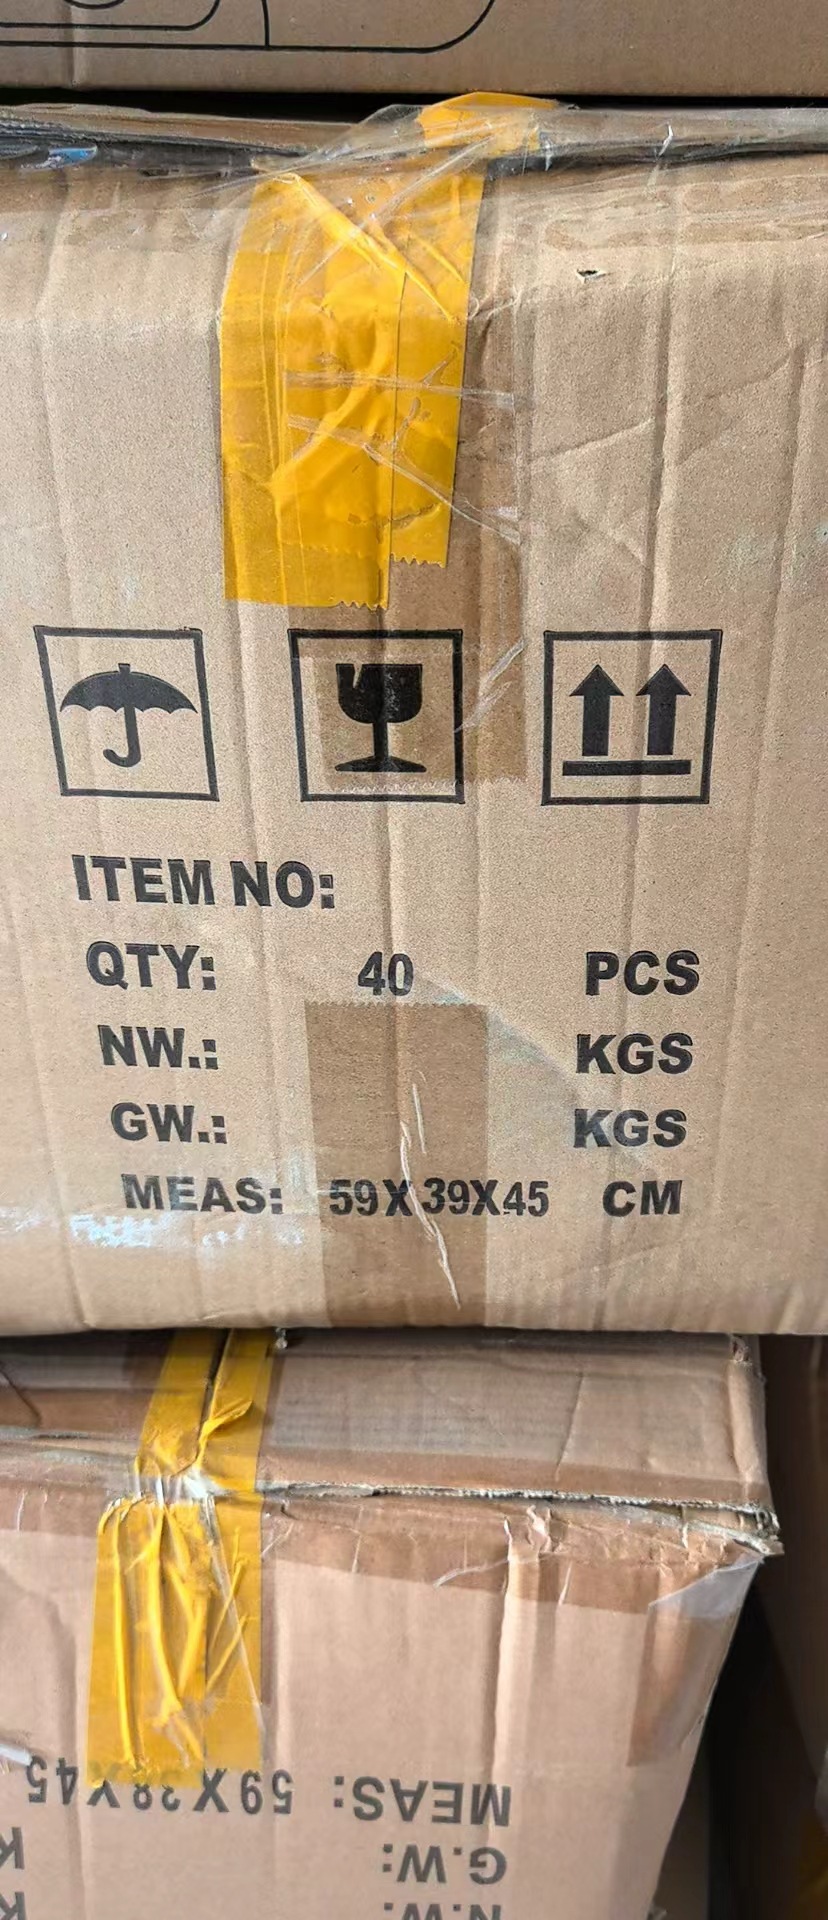 ITEM NO:
QTY: 40 PCS
NW.: KGS
GW.: KGS
MEAS: 59X39X45 CM
MEAS: 59X38X45
G.W:
N.W: